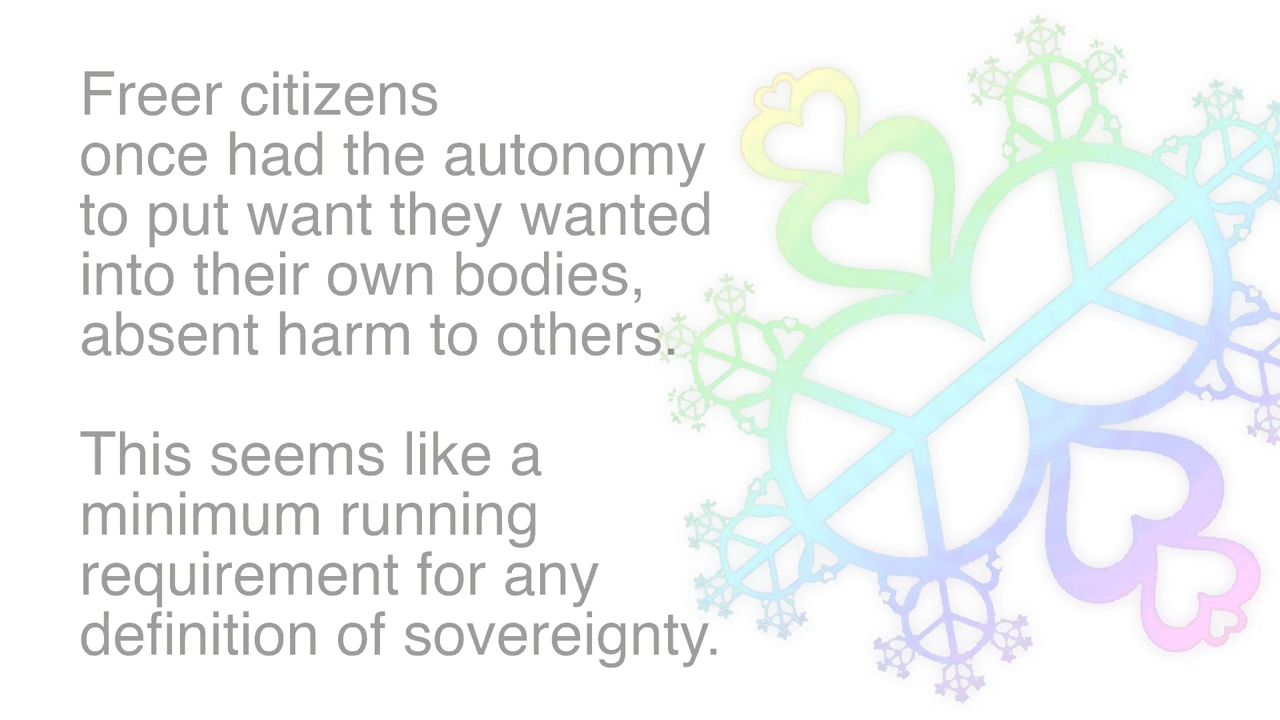 Freer citizens
once had the autonomy
to put want they wanted
into their own bodies,
absent harm to others.
This seems like a
minimum running
requirement for any
definition of sovereignty.